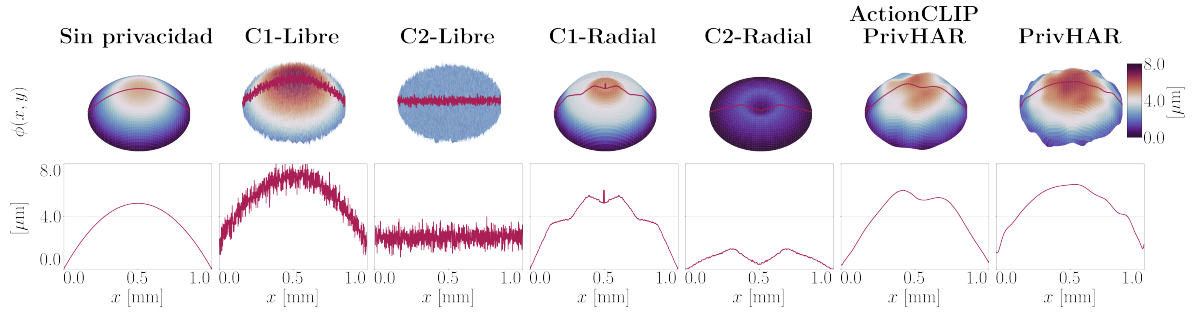 Sin privacidad
C1-Libre
C2-Libre
C1-Radial
C2-Radial
ActionCLIP
PrivHAR
PrivHAR
ϕ(x, y)
8.0
4.0
0.0
[μm]
8.0
4.0
0.0
[μm]
0.0 0.5 1.0
x [mm]
0.0 0.5 1.0
x [mm]
0.0 0.5 1.0
x [mm]
0.0 0.5 1.0
x [mm]
0.0 0.5 1.0
x [mm]
0.0 0.5 1.0
x [mm]
0.0 0.5 1.0
x [mm]